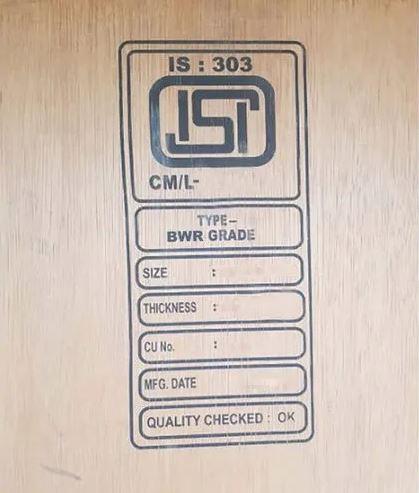 IS : 303
ISI
CM/L-
TYPE-
BWR GRADE
SIZE :
THICKNESS :
CU No. :
MFG. DATE
QUALITY CHECKED : OK